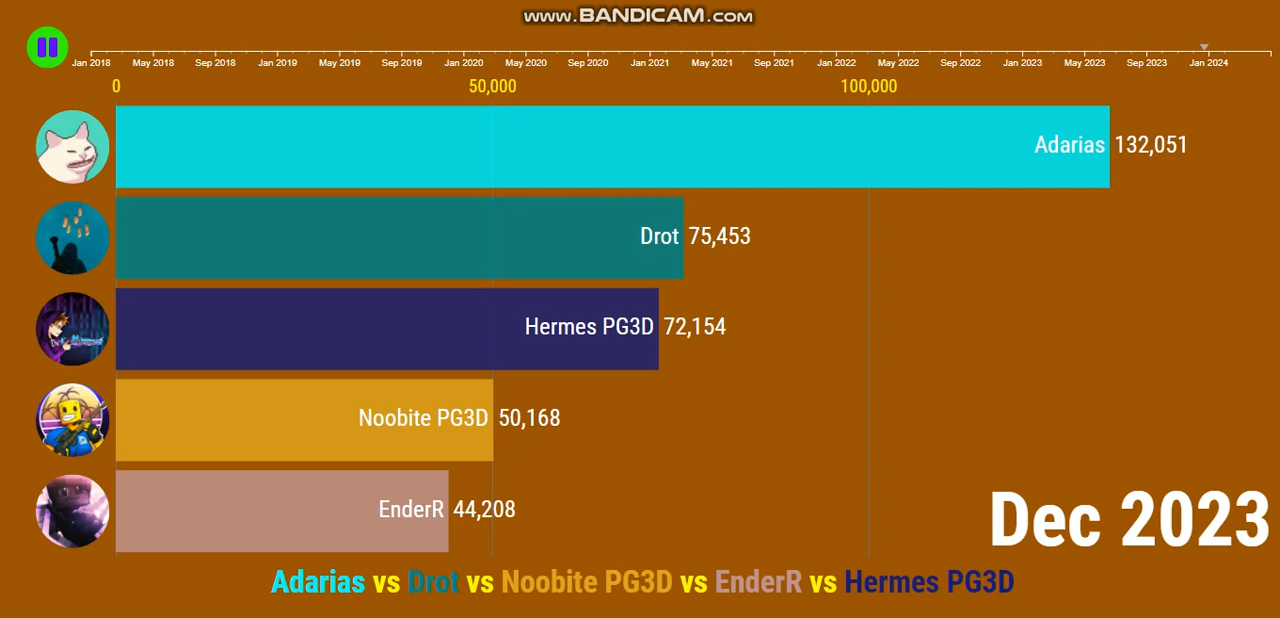 www.BANDICAM.com
Jan 2018 May 2018 Sep 2018 Jan 2019 May 2019 Sep 2019 Jan 2020 May 2020 Sep 2020 Jan 2021 May 2021 Sep 2021 Jan 2022 May 2022 Sep 2022 Jan 2023 May 2023 Sep 2023 Jan 2024
0 50,000 100,000
Adarias 132,051
Drot 75,453
Hermes PG3D 72,154
Noobite PG3D 50,168
EnderR 44,208
Dec 2023
Adarias vs Drot vs Noobite PG3D vs EnderR vs Hermes PG3D